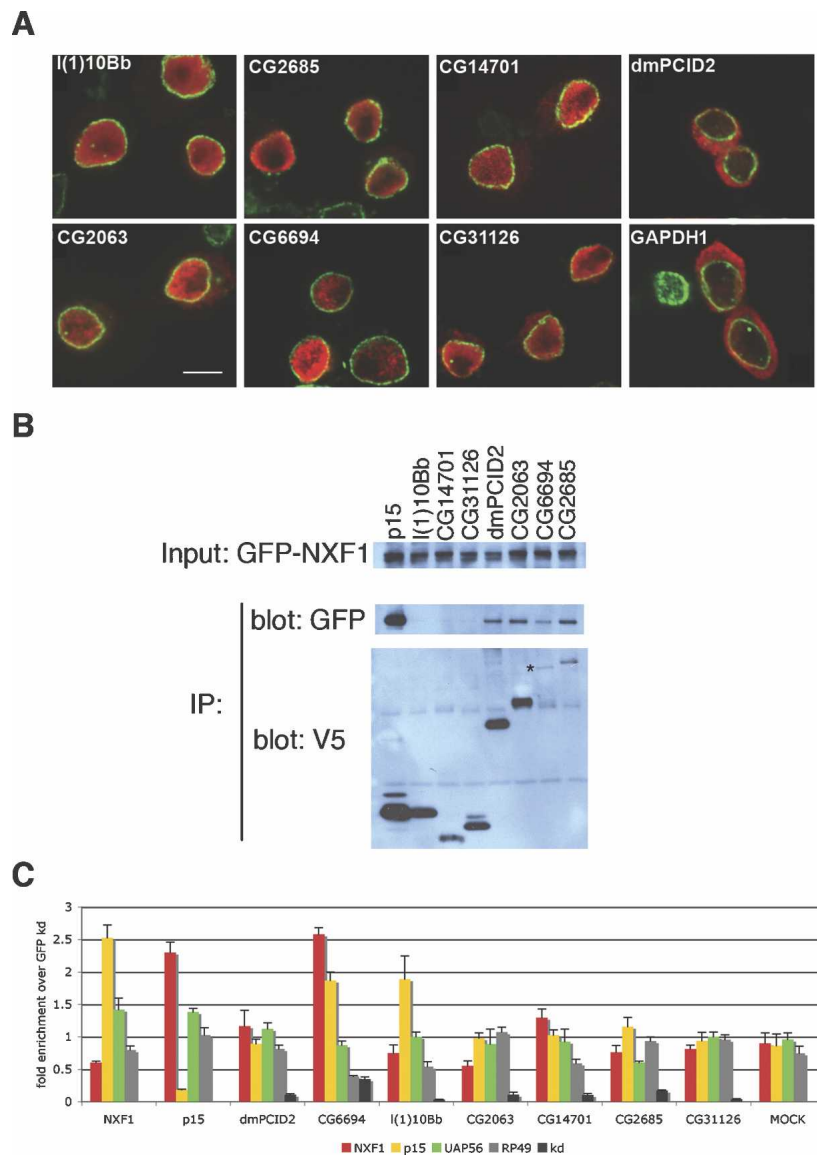 A
l(1)10Bb
CG2685
CG14701
dmPCID2
CG2063
CG6694
CG31126
GAPDH1
B
p15
l(1)10Bb
CG14701
CG31126
dmPCID2
CG2063
CG6694
CG2685
Input: GFP-NXF1
IP:
blot: GFP
blot: V5
*
C
fold enrichment over GFP kd
3
2.5
2
1.5
1
0.5
0
NXF1 p15 dmPCID2 CG6694 l(1)10Bb CG2063 CG14701 CG2685 CG31126 MOCK
NXF1 p15 UAP56 RP49 kd